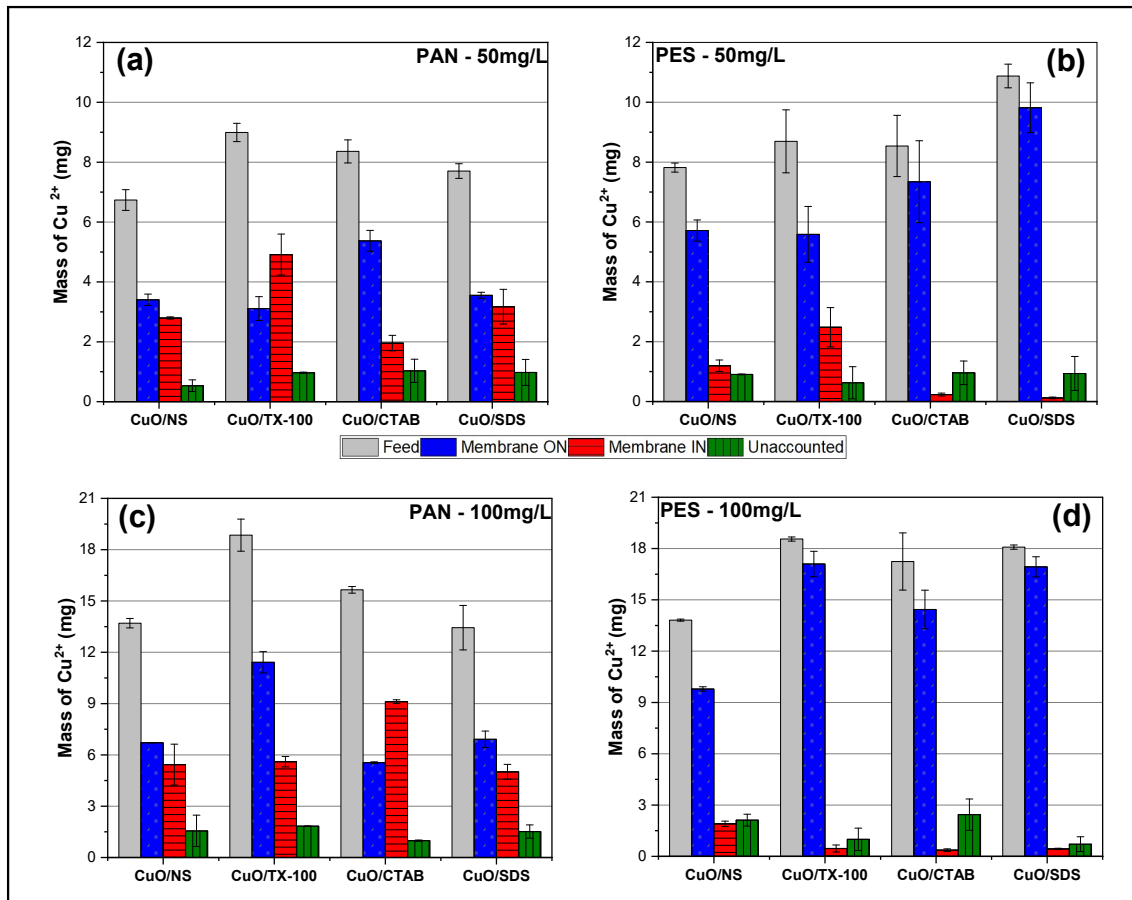 (a) PAN - 50mg/L
Mass of Cu 2+ (mg)
12
10
8
6
4
2
0
CuO/NS CuO/TX-100 CuO/CTAB CuO/SDS
PES - 50mg/L (b)
Mass of Cu 2+ (mg)
12
10
8
6
4
2
0
CuO/NS CuO/TX-100 CuO/CTAB CuO/SDS
Feed Membrane ON Membrane IN Unaccounted
(c) PAN - 100mg/L
Mass of Cu2+ (mg)
21
18
15
12
9
6
3
0
CuO/NS CuO/TX-100 CuO/CTAB CuO/SDS
PES - 100mg/L (d)
Mass of Cu2+ (mg)
21
18
15
12
9
6
3
0
CuO/NS CuO/TX-100 CuO/CTAB CuO/SDS